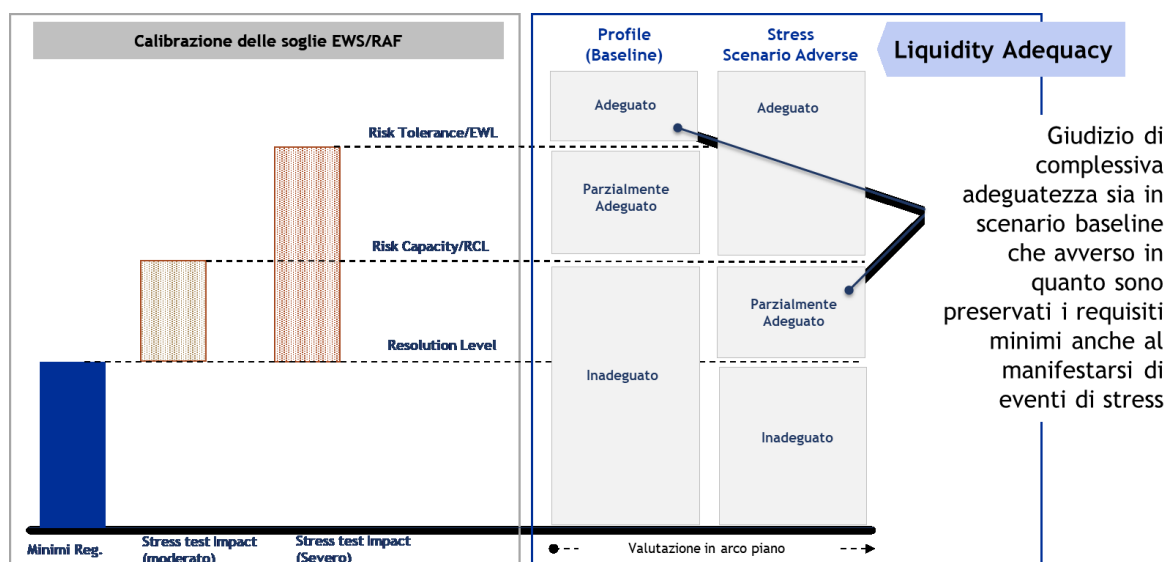 Calibrazione delle soglie EWS/RAF
Risk Tolerance/EWL
Risk Capacity/RCL
Resolution Level
Minimi Reg.
Stress test Impact
(moderato)
Stress test Impact
(Severo)
Profile
(Baseline)
Stress
Scenario Adverse
Adeguato
Parzialmente
Adeguato
Inadeguato
Adeguato
Parzialmente
Adeguato
Inadeguato
Valutazione in arco piano
Liquidity Adequacy
Giudizio di
complessiva
adeguatezza sia in
scenario baseline
che avverso in
quanto sono
preservati i requisiti
minimi anche al
manifestarsi di
eventi di stress